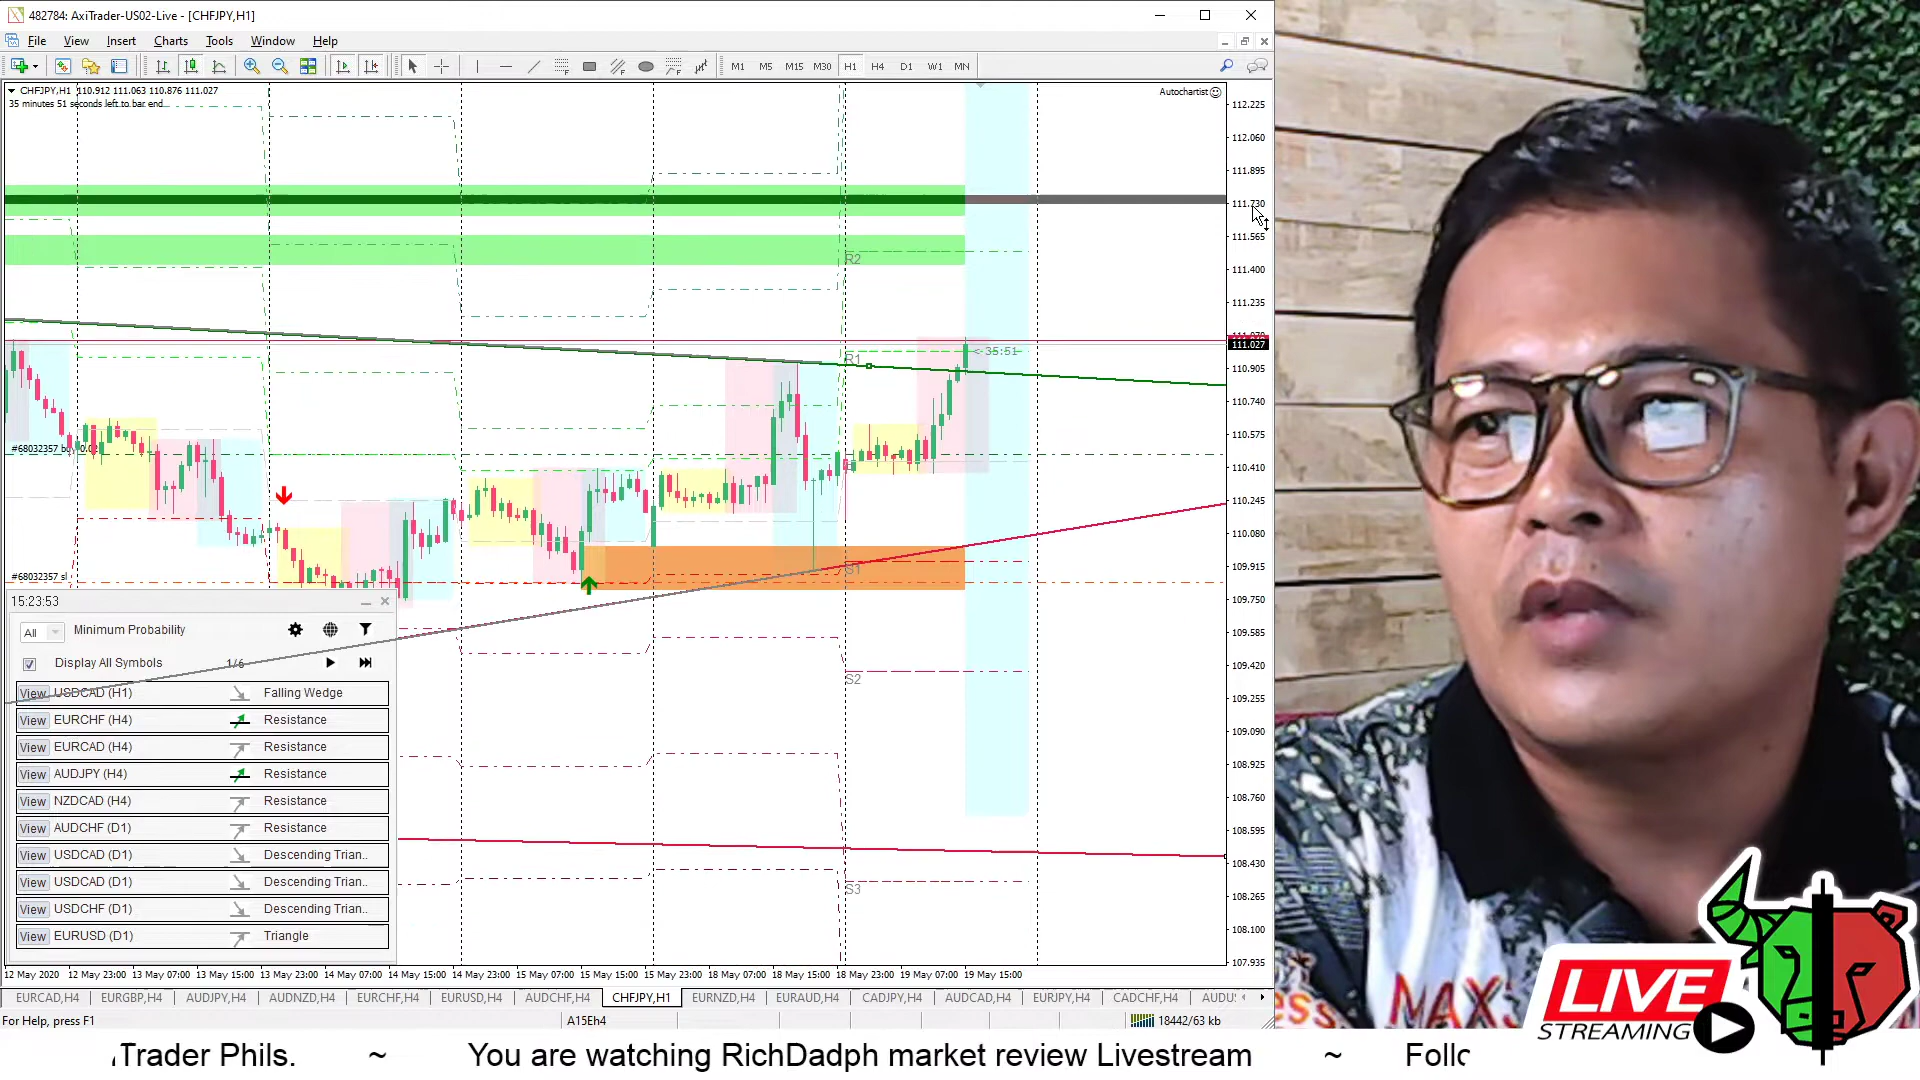 482784: AxiTrader-US02-Live - [CHFJPY,H1]
File View Insert Charts Tools Window Help
M1 M5 M15 M30 H1 H4 D1 W1 MN
CHFJPY,H1 110.912 111.063 110.876 111.027
35 minutes 51 seconds left to bar end
Autochartist
112.225
112.060
111.895
111.730
111.565
111.400
111.235
111.027
110.905
110.740
110.575
110.410
110.245
110.080
109.915
109.750
109.585
109.420
109.255
109.090
108.925
108.760
108.595
108.430
108.265
108.100
107.935
R2
R1
<-35:51
S1
S2
S3
#68032357 buy 0.02
#68032357 sl
15:23:53
All Minimum Probability
Display All Symbols 1/6
View USDCAD (H1) Falling Wedge
View EURCHF (H4) Resistance
View EURCAD (H4) Resistance
View AUDJPY (H4) Resistance
View NZDCAD (H4) Resistance
View AUDCHF (D1) Resistance
View USDCAD (D1) Descending Trian..
View USDCAD (D1) Descending Trian..
View USDCHF (D1) Descending Trian..
View EURUSD (D1) Triangle
12 May 2020 12 May 23:00 13 May 07:00 13 May 15:00 13 May 23:00 14 May 07:00 14 May 15:00 14 May 23:00 15 May 07:00 15 May 15:00 15 May 23:00 18 May 07:00 18 May 15:00 18 May 23:00 19 May 07:00 19 May 15:00
EURCAD,H4 EURGBP,H4 AUDJPY,H4 AUDNZD,H4 EURCHF,H4 EURUSD,H4 AUDCHF,H4 CHFJPY,H1 EURNZD,H4 EURAUD,H4 CADJPY,H4 AUDCAD,H4 EURJPY,H4 CADCHF,H4 AUDU
For Help, press F1 A15Eh4 18442/63 kb
ess MAX
LIVE
STREAMING
Trader Phils. ~ You are watching RichDadph market review Livestream ~ Follc